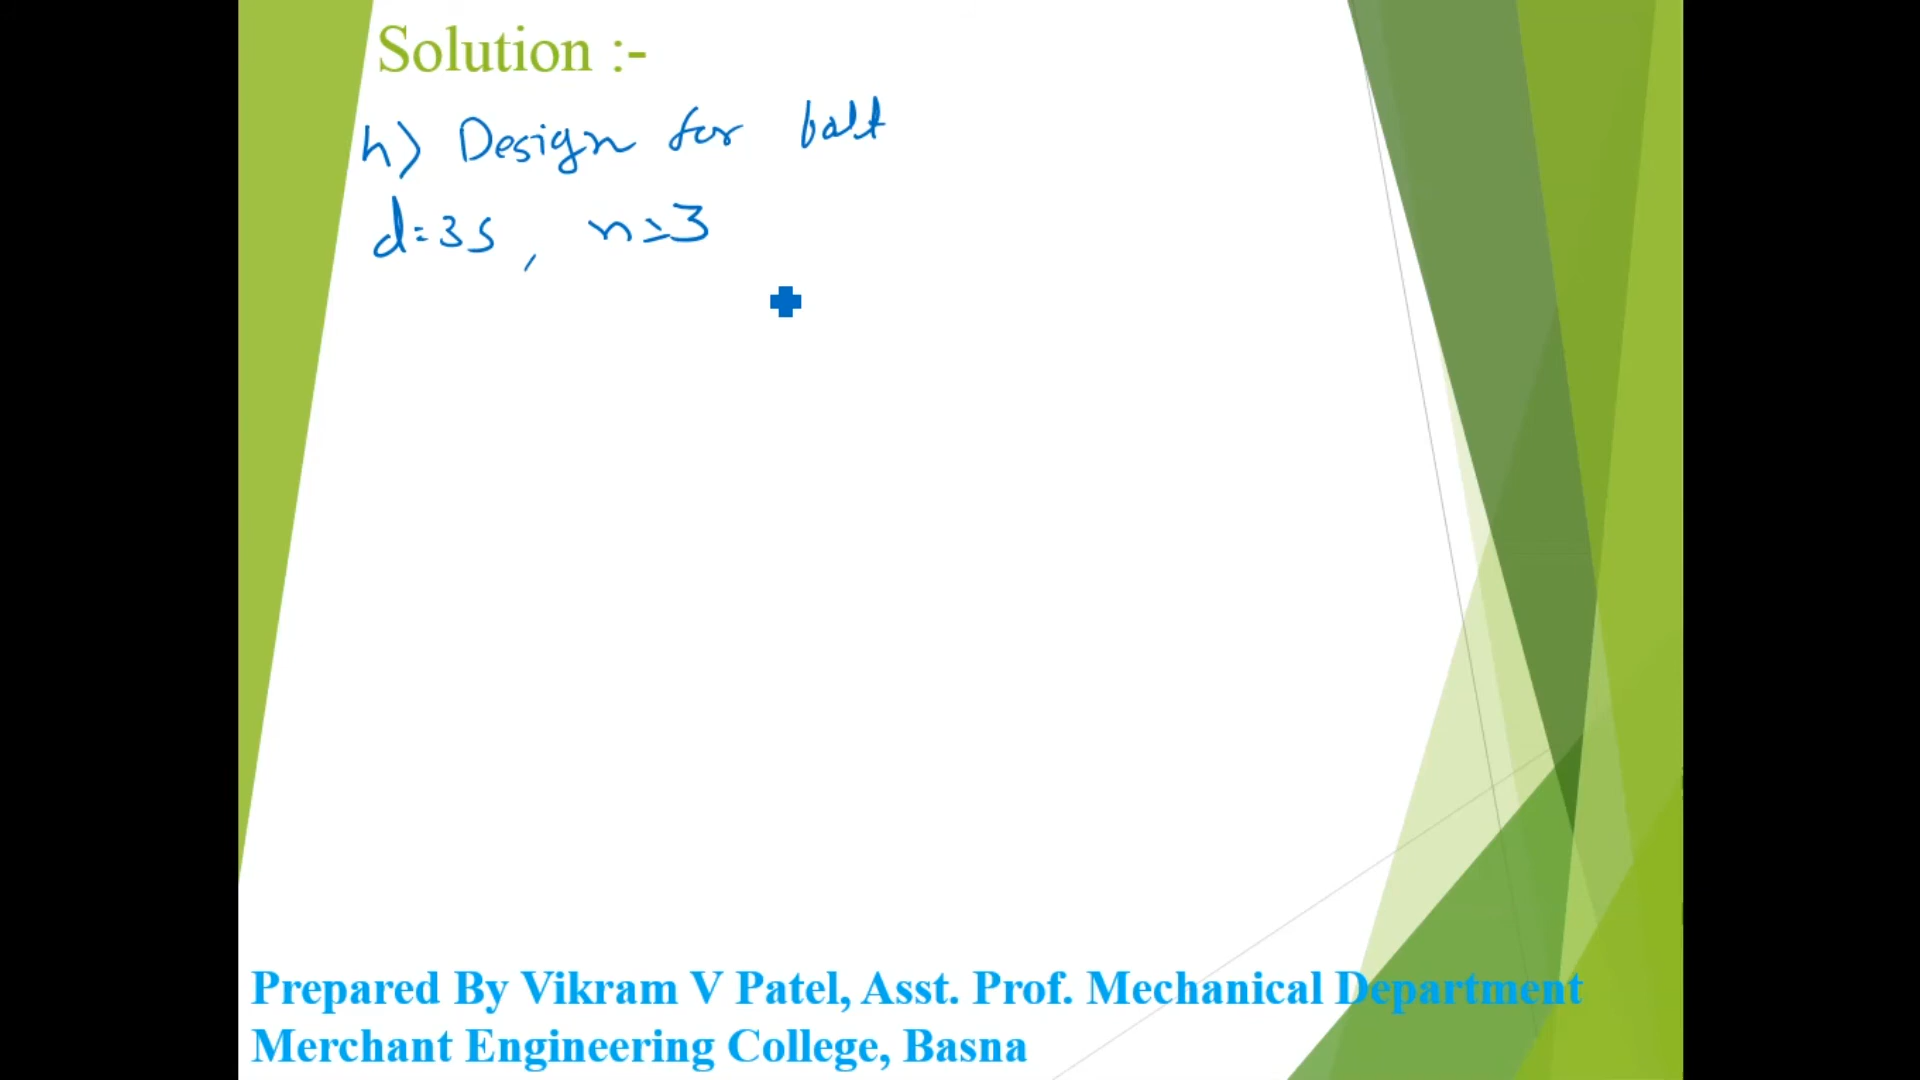 Solution :-
h) Design for bolt
d=35, n=3
Prepared By Vikram V Patel, Asst. Prof. Mechanical Department
Merchant Engineering College, Basna